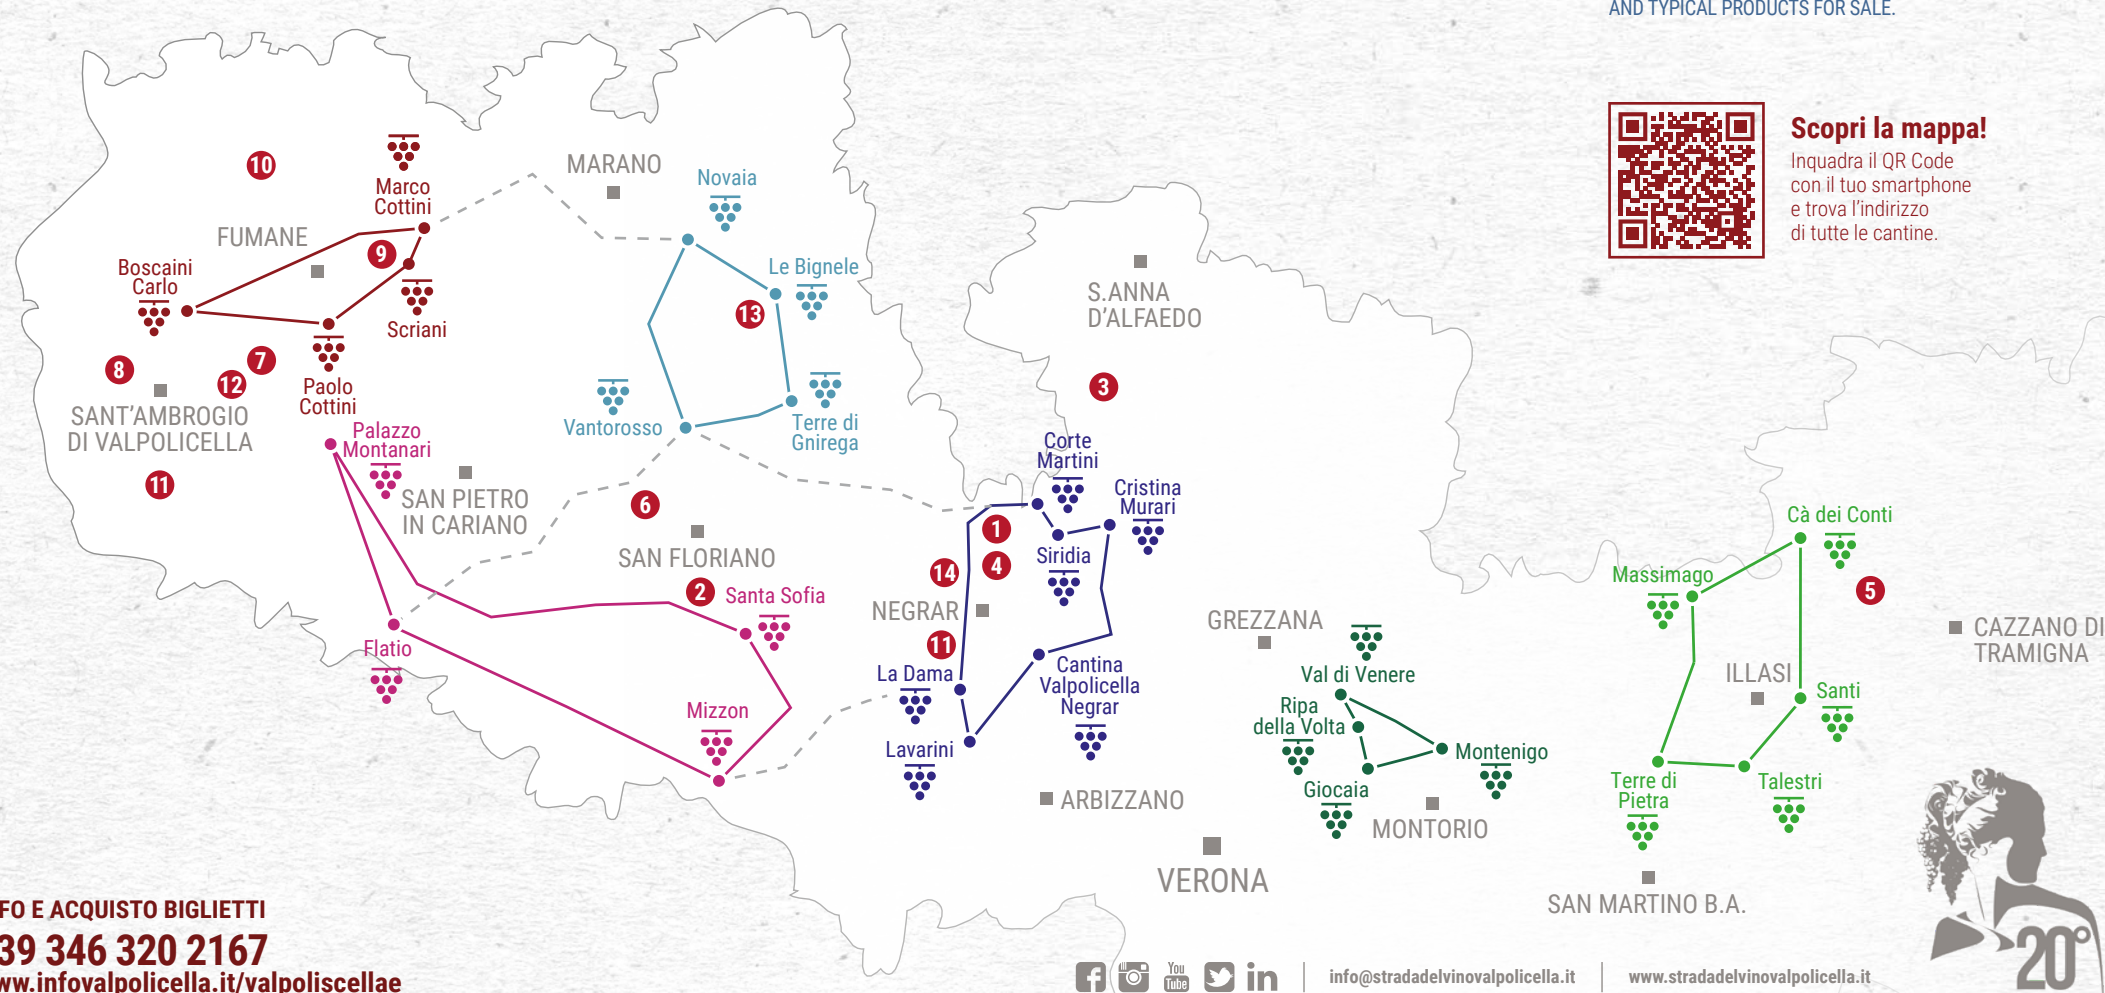 AND TYPICAL PRODUCTS FOR SALE.
Scopri la mappa!
Inquadra il QR Code
con il tuo smartphone
e trova l'indirizzo
di tutte le cantine.
10
Marco
Cottini
FUMANE
9
Boscaini
Carlo
Scriani
8
7
12
Paolo
Cottini
SANT'AMBROGIO
DI VALPOLICELLA
11
MARANO
Novaia
Le Bignele
13
Vantorosso
Terre di
Gnirega
Palazzo
Montanari
SAN PIETRO
IN CARIANO
6
SAN FLORIANO
2
Santa Sofia
Flatio
Mizzon
S.ANNA
D'ALFAEDO
3
Corte
Martini
Cristina
Murari
1
Siridia
14
4
NEGRAR
11
La Dama
Cantina
Valpolicella
Negrar
Lavarini
ARBIZZANO
GREZZANA
Val di Venere
Ripa
della Volta
Montenigo
Giocaia
MONTORIO
VERONA
Cà dei Conti
Massimago
5
CAZZANO DI
TRAMIGNA
ILLASI
Santi
Terre di
Pietra
Talestri
SAN MARTINO B.A.
FO E ACQUISTO BIGLIETTI
39 346 320 2167
ww.infovalpolicella.it/valpoliscellae
You
Tube
in
info@stradadelvinovalpolicella.it
www.stradadelvinovalpolicella.it
20°